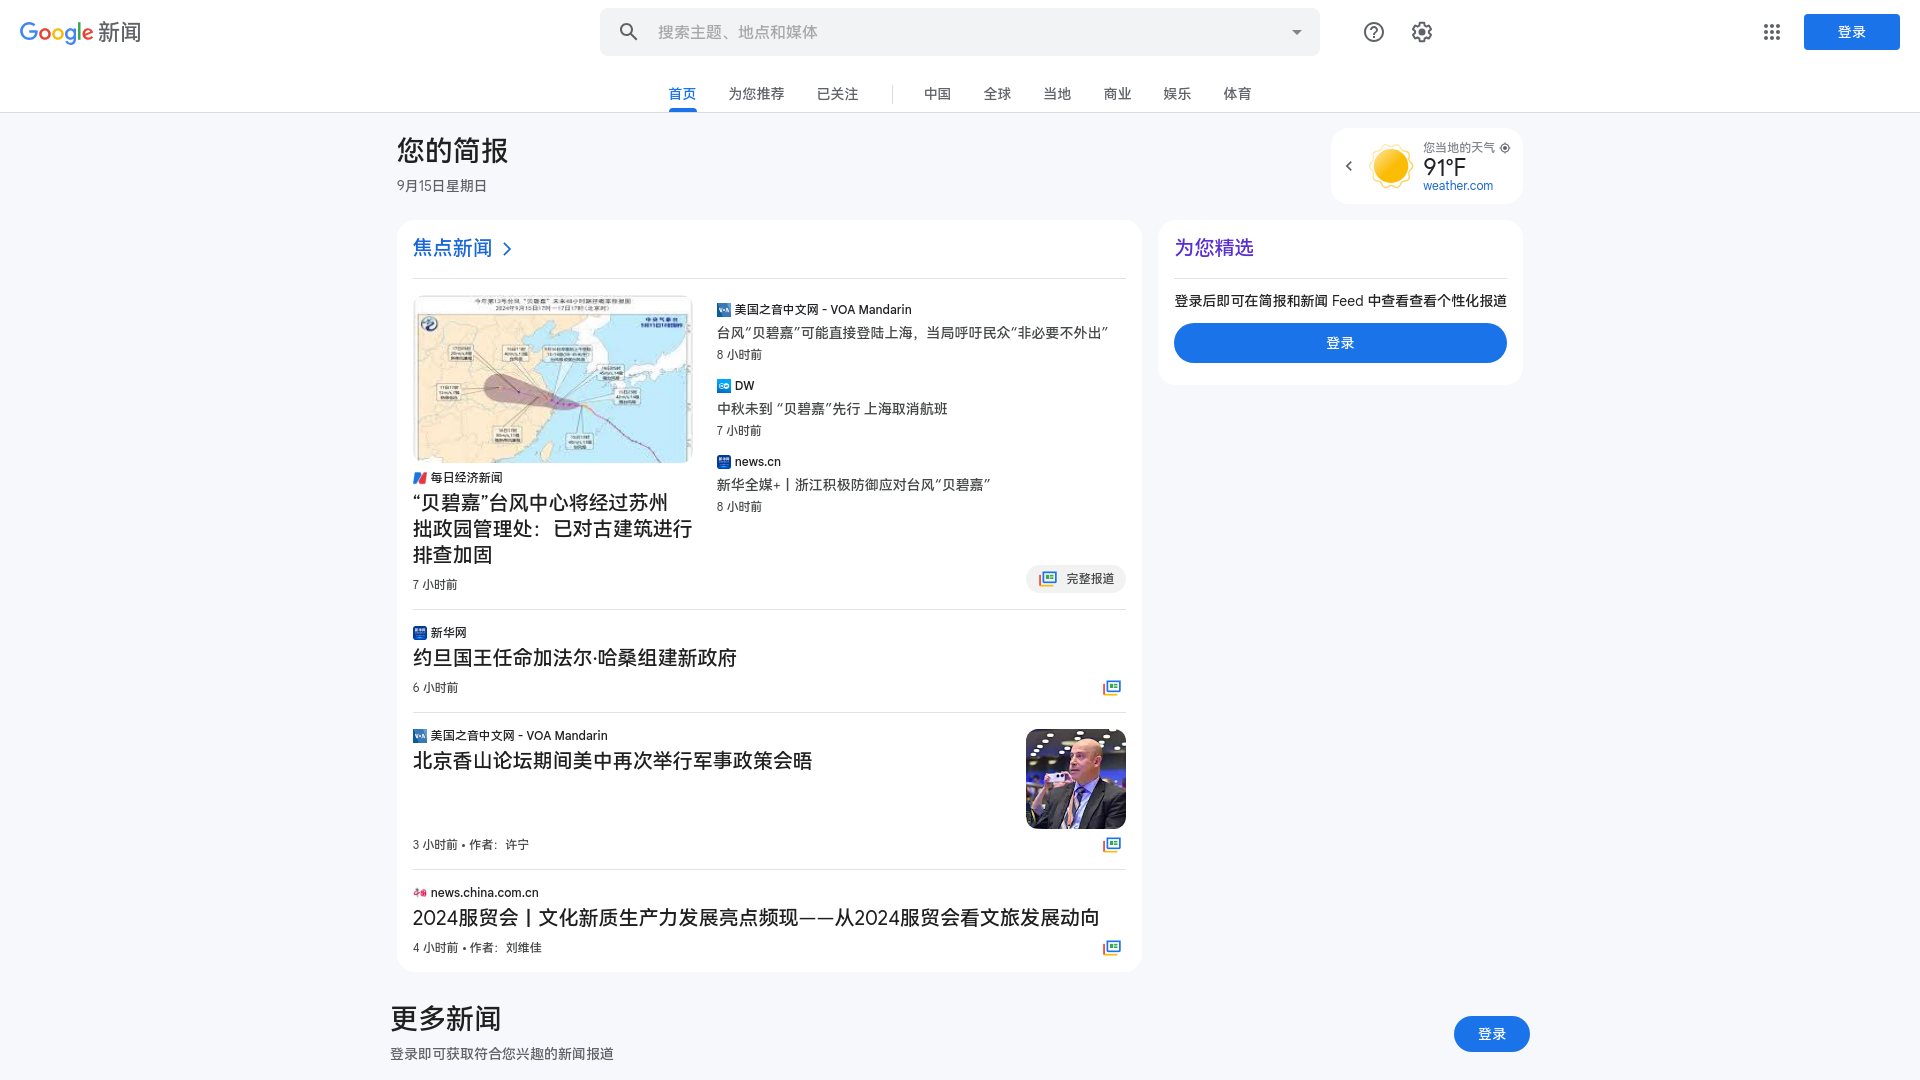 Google 新闻
搜索主题、地点和媒体
登录
首页
为您推荐
已关注
中国
全球
当地
商业
娱乐
体育
您的简报
9月15日星期日
您当地的天气
91°F
weather.com
焦点新闻
每日经济新闻
“贝碧嘉”台风中心将经过苏州
拙政园管理处：已对古建筑进行
排查加固
7 小时前
美国之音中文网 - VOA Mandarin
台风“贝碧嘉”可能直接登陆上海，当局呼吁民众“非必要不外出”
8 小时前
DW
中秋未到 “贝碧嘉”先行 上海取消航班
7 小时前
news.cn
新华全媒+丨浙江积极防御应对台风“贝碧嘉”
8 小时前
完整报道
新华网
约旦国王任命加法尔·哈桑组建新政府
6 小时前
美国之音中文网 - VOA Mandarin
北京香山论坛期间美中再次举行军事政策会晤
3 小时前 • 作者：许宁
news.china.com.cn
2024服贸会丨文化新质生产力发展亮点频现——从2024服贸会看文旅发展动向
4 小时前 • 作者：刘维佳
为您精选
登录后即可在简报和新闻 Feed 中查看查看个性化报道
登录
更多新闻
登录即可获取符合您兴趣的新闻报道
登录